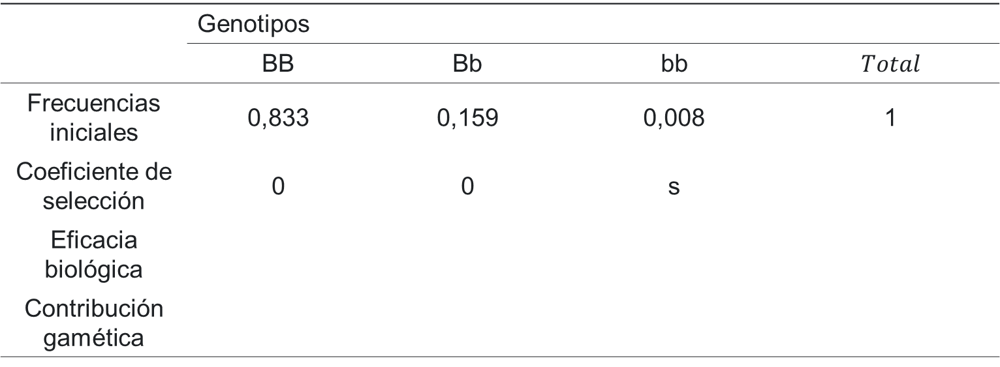 Genotipos
BB Bb bb Total
Frecuencias
iniciales
0,833 0,159 0,008 1
Coeficiente de
selección
0 0 s
Eficacia
biológica
Contribución
gamética